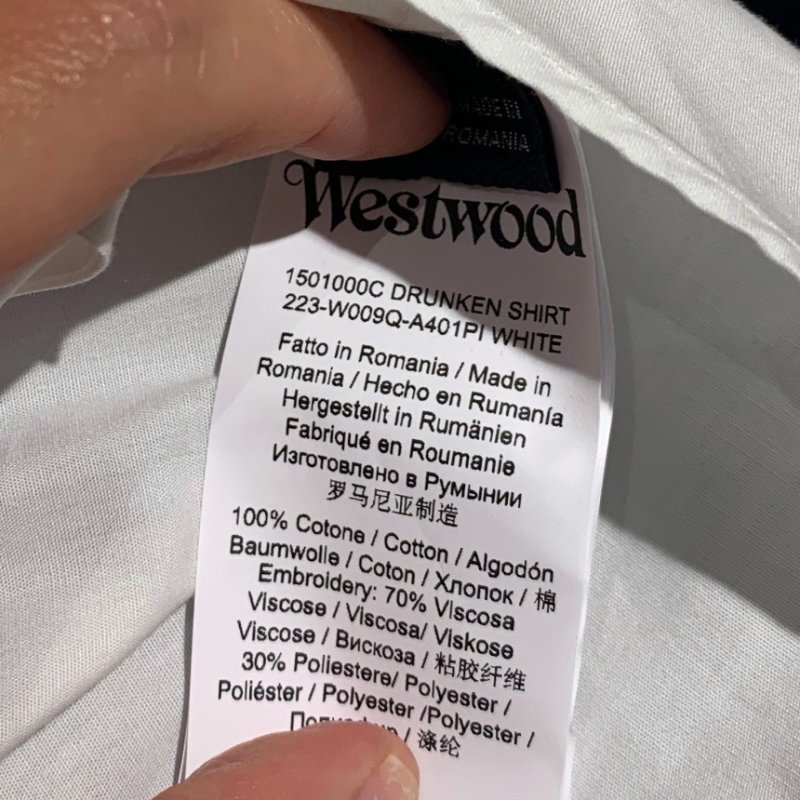 MADE IN
ROMANIA
Westwood
1501000C DRUNKEN SHIRT
223-W009Q-A401PI WHITE
Fatto in Romania / Made in
Romania / Hecho en Rumanía
Hergestellt in Rumänien
Fabriqué en Roumanie
Изготовлено в Румынии
罗马尼亚制造
100% Cotone / Cotton / Algodón
Baumwolle / Coton / Хлопок / 棉
Embroidery: 70% Viscosa
Viscose / Viscosa/ Viskose
Viscose / Вискоза / 粘胶纤维
30% Poliestere/ Polyester /
Poliéster / Polyester /Polyester /
/ 涤纶